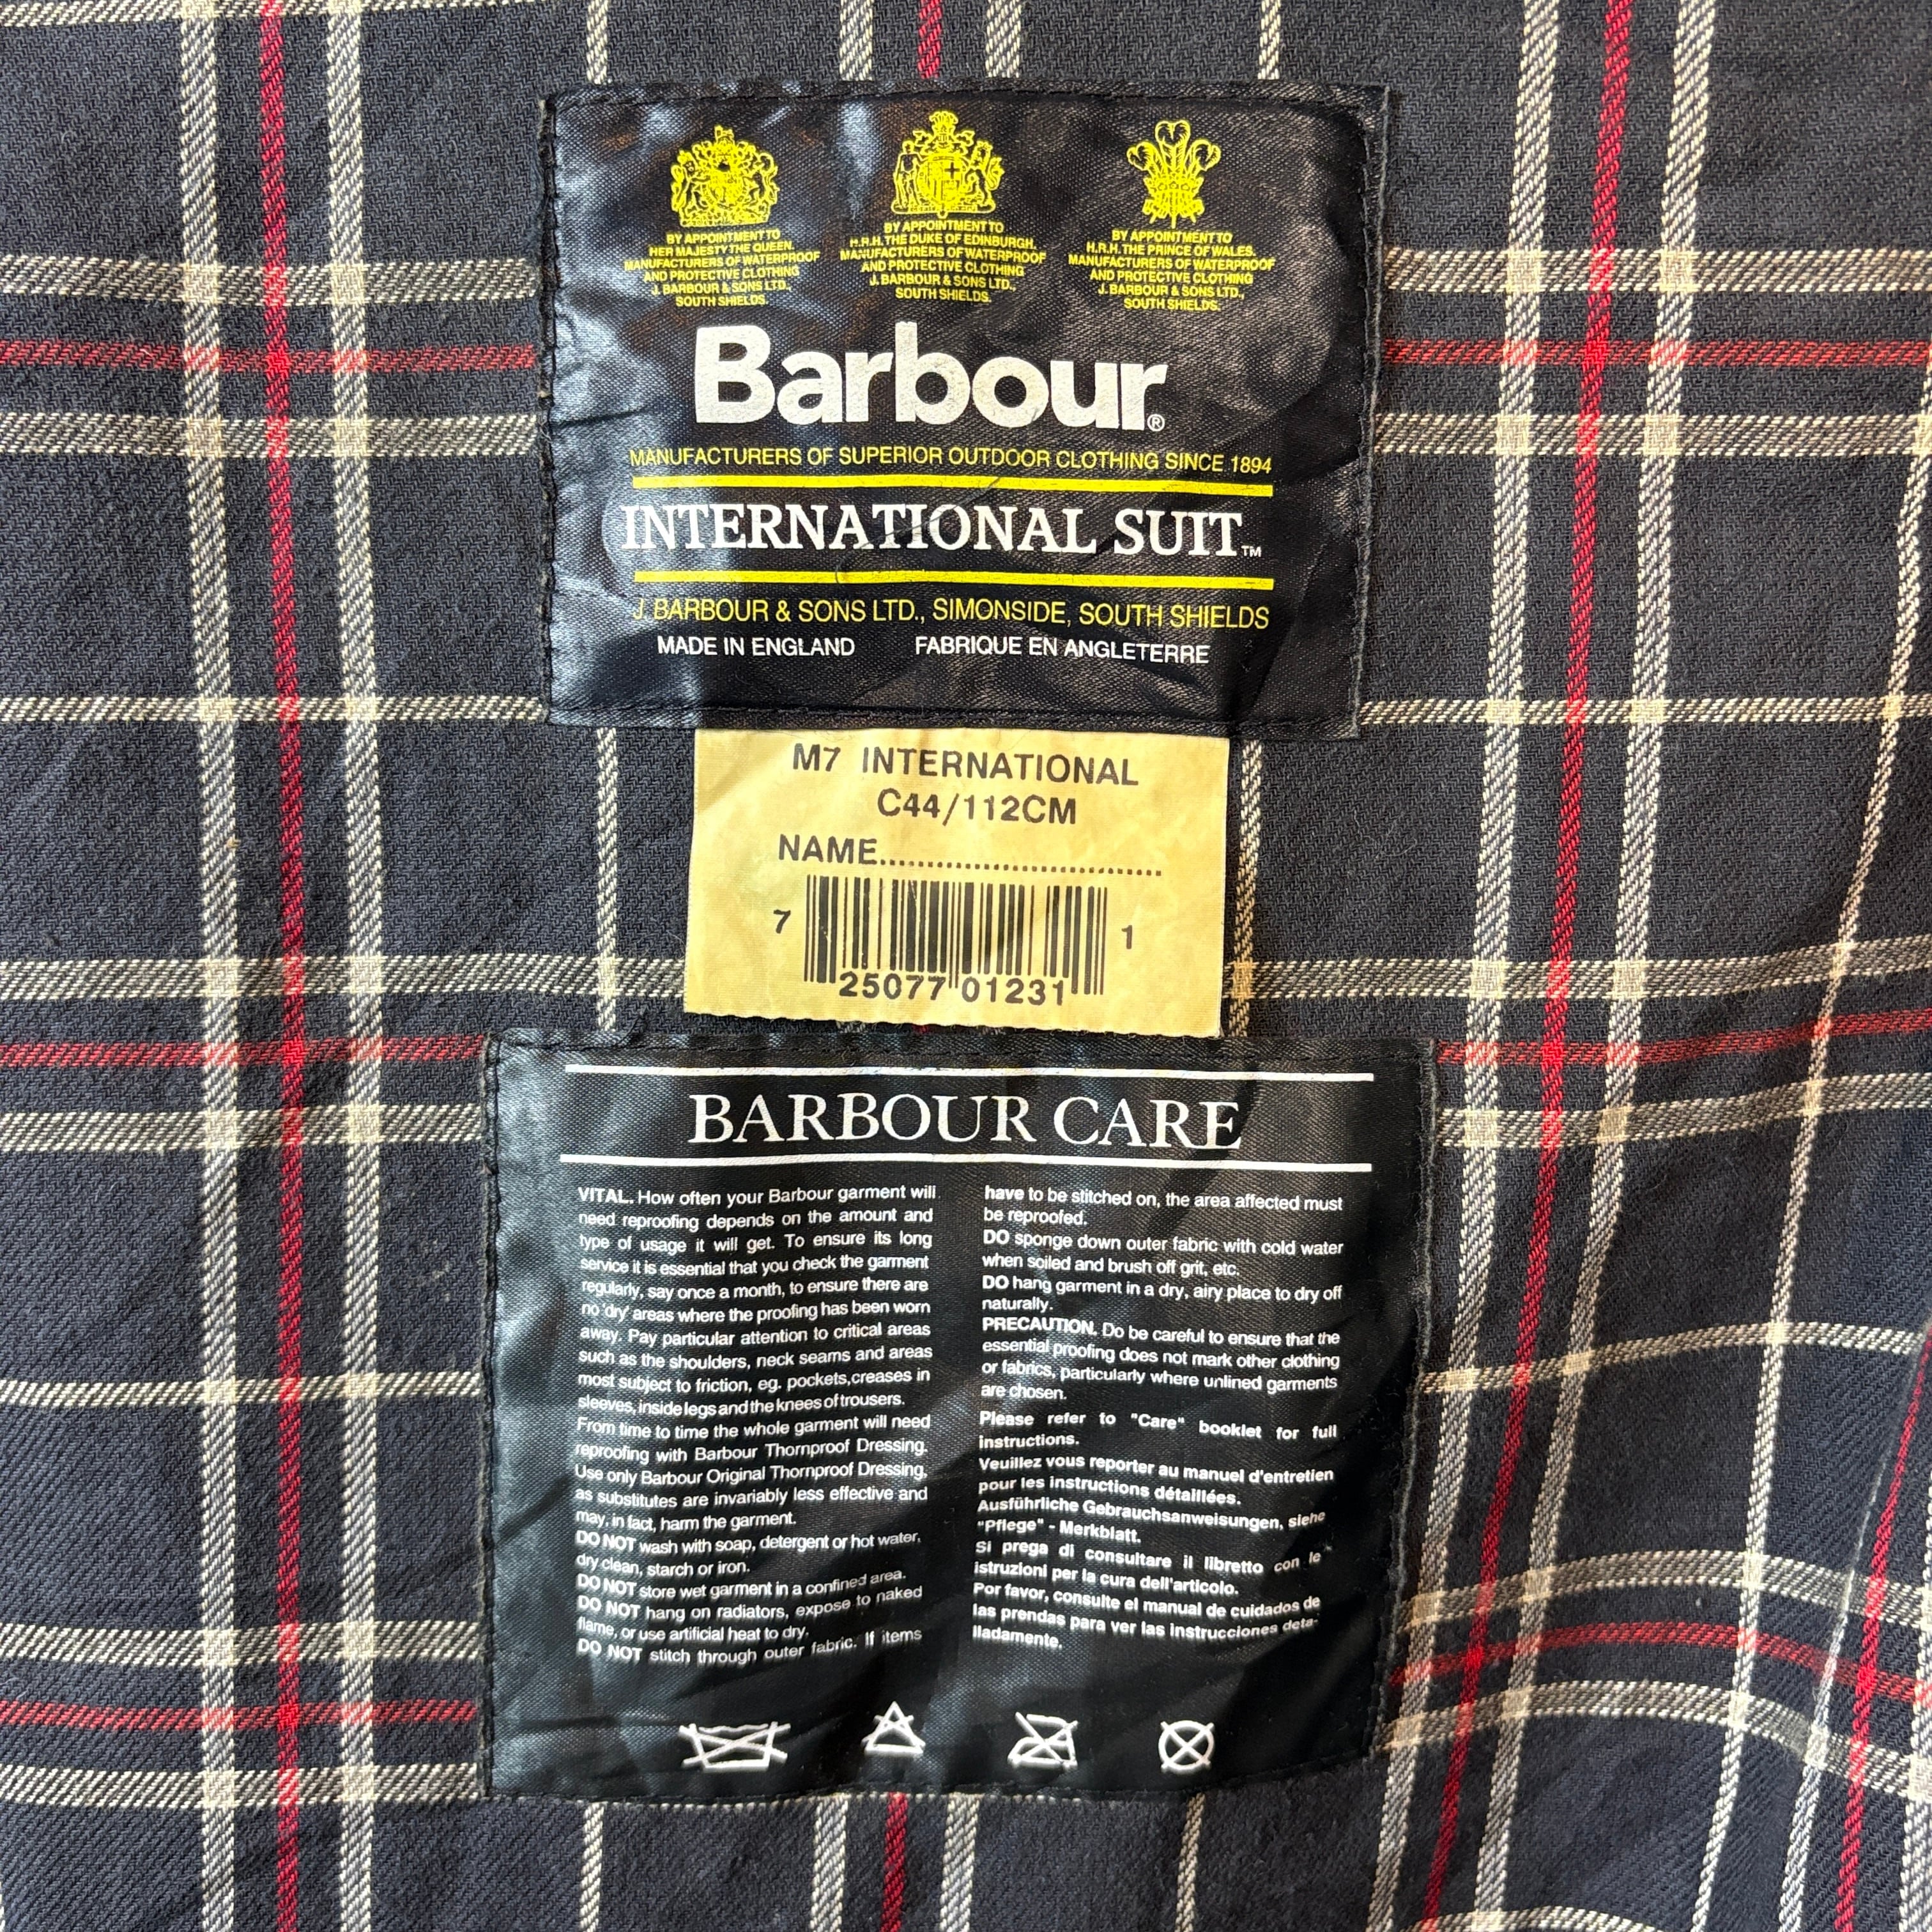 BY APPOINTMENT TO
HER MAJESTY THE QUEEN.
MANUFACTURERS OF WATERPROOF
AND PROTECTIVE CLOTHING
J. BARBOUR & SONS LTD.,
SOUTH SHIELDS.
BY APPOINTMENT TO
H.R.H. THE DUKE OF EDINBURGH.
MANUFACTURERS OF WATERPROOF
AND PROTECTIVE CLOTHING
J. BARBOUR & SONS LTD.,
SOUTH SHIELDS.
BY APPOINTMENT TO
H.R.H. THE PRINCE OF WALES.
MANUFACTURERS OF WATERPROOF
AND PROTECTIVE CLOTHING
J. BARBOUR & SONS LTD.,
SOUTH SHIELDS.
Barbour®
MANUFACTURERS OF SUPERIOR OUTDOOR CLOTHING SINCE 1894
INTERNATIONAL SUIT™
J. BARBOUR & SONS LTD., SIMONSIDE, SOUTH SHIELDS
MADE IN ENGLAND FABRIQUE EN ANGLETERRE
M7 INTERNATIONAL
C44/112CM
NAME..............................
7 25077 01231 1
BARBOUR CARE
VITAL. How often your Barbour garment will
need reproofing depends on the amount and
type of usage it will get. To ensure its long
service it is essential that you check the garment
regularly, say once a month, to ensure there are
no 'dry' areas where the proofing has been worn
away. Pay particular attention to critical areas
such as the shoulders, neck seams and areas
most subject to friction, eg. pockets,creases in
sleeves, inside legs and the knees of trousers.
From time to time the whole garment will need
reproofing with Barbour Thornproof Dressing.
Use only Barbour Original Thornproof Dressing,
as substitutes are invariably less effective and
may, in fact, harm the garment.
DO NOT wash with soap, detergent or hot water,
dry clean, starch or iron.
DO NOT store wet garment in a confined area.
DO NOT hang on radiators, expose to naked
flame, or use artificial heat to dry.
DO NOT stitch through outer fabric. If items
have to be stitched on, the area affected must
be reproofed.
DO sponge down outer fabric with cold water
when soiled and brush off grit, etc.
DO hang garment in a dry, airy place to dry off
naturally.
PRECAUTION. Do be careful to ensure that the
essential proofing does not mark other clothing
or fabrics, particularly where unlined garments
are chosen.
Please refer to "Care" booklet for full
instructions.
Veuillez vous reporter au manuel d'entretien
pour les instructions détaillées.
Ausführliche Gebrauchsanweisungen, siehe
"Pflege" - Merkblatt.
Si prega di consultare il libretto con le
istruzioni per la cura dell'articolo.
Por favor, consulte el manual de cuidados de
las prendas para ver las instrucciones deta-
lladamente.